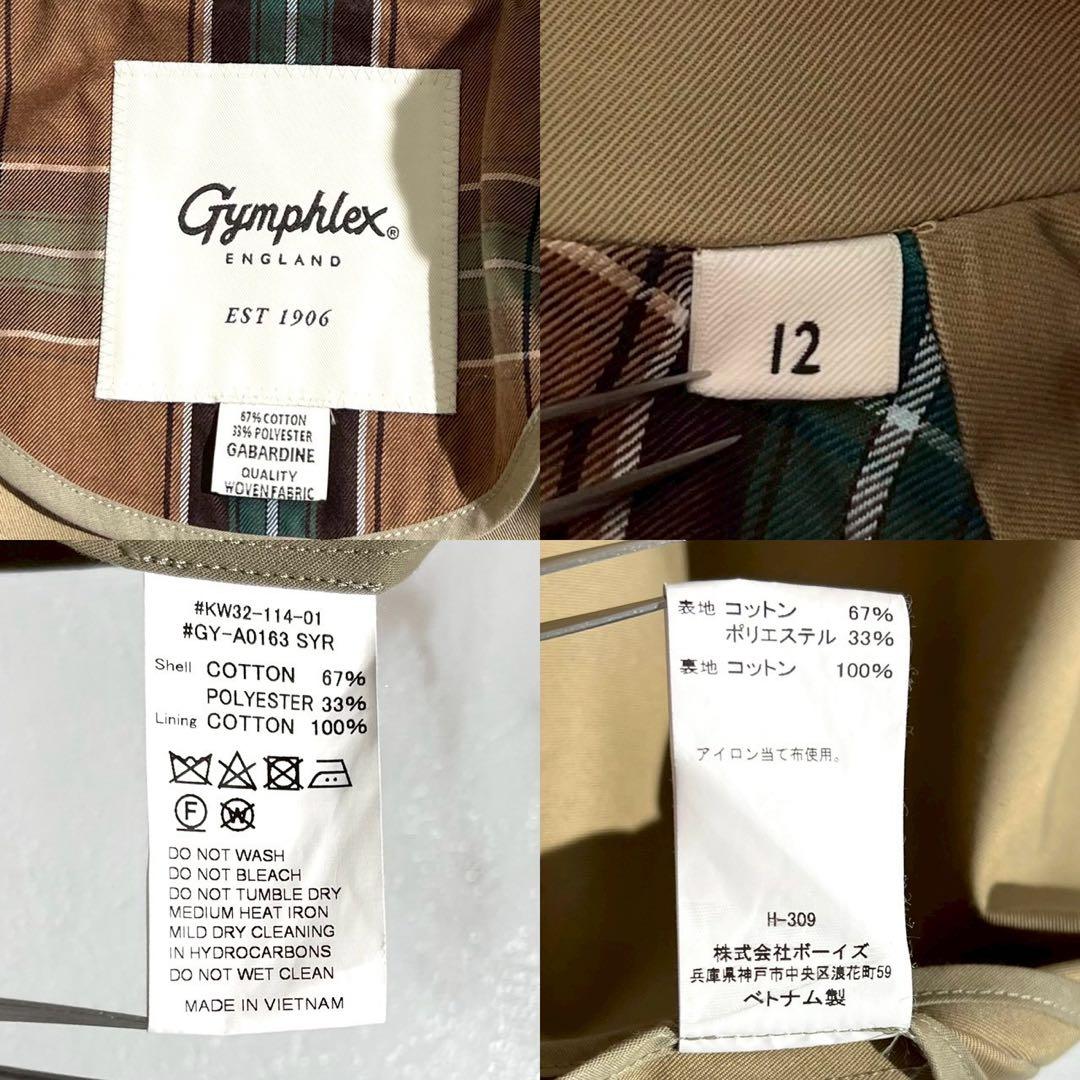 Gymphlex®
ENGLAND
EST 1906
67% COTTON
33% POLYESTER
GABARDINE
QUALITY
WOVEN FABRIC
12
#KW32-114-01
#GY-A0163 SYR
Shell COTTON 67%
POLYESTER 33%
Lining COTTON 100%
F W
DO NOT WASH
DO NOT BLEACH
DO NOT TUMBLE DRY
MEDIUM HEAT IRON
MILD DRY CLEANING
IN HYDROCARBONS
DO NOT WET CLEAN
MADE IN VIETNAM
表地 コットン 67%
ポリエステル 33%
裏地 コットン 100%
アイロン当て布使用。
H-309
株式会社ボーイズ
兵庫県神戸市中央区浪花町59
ベトナム製